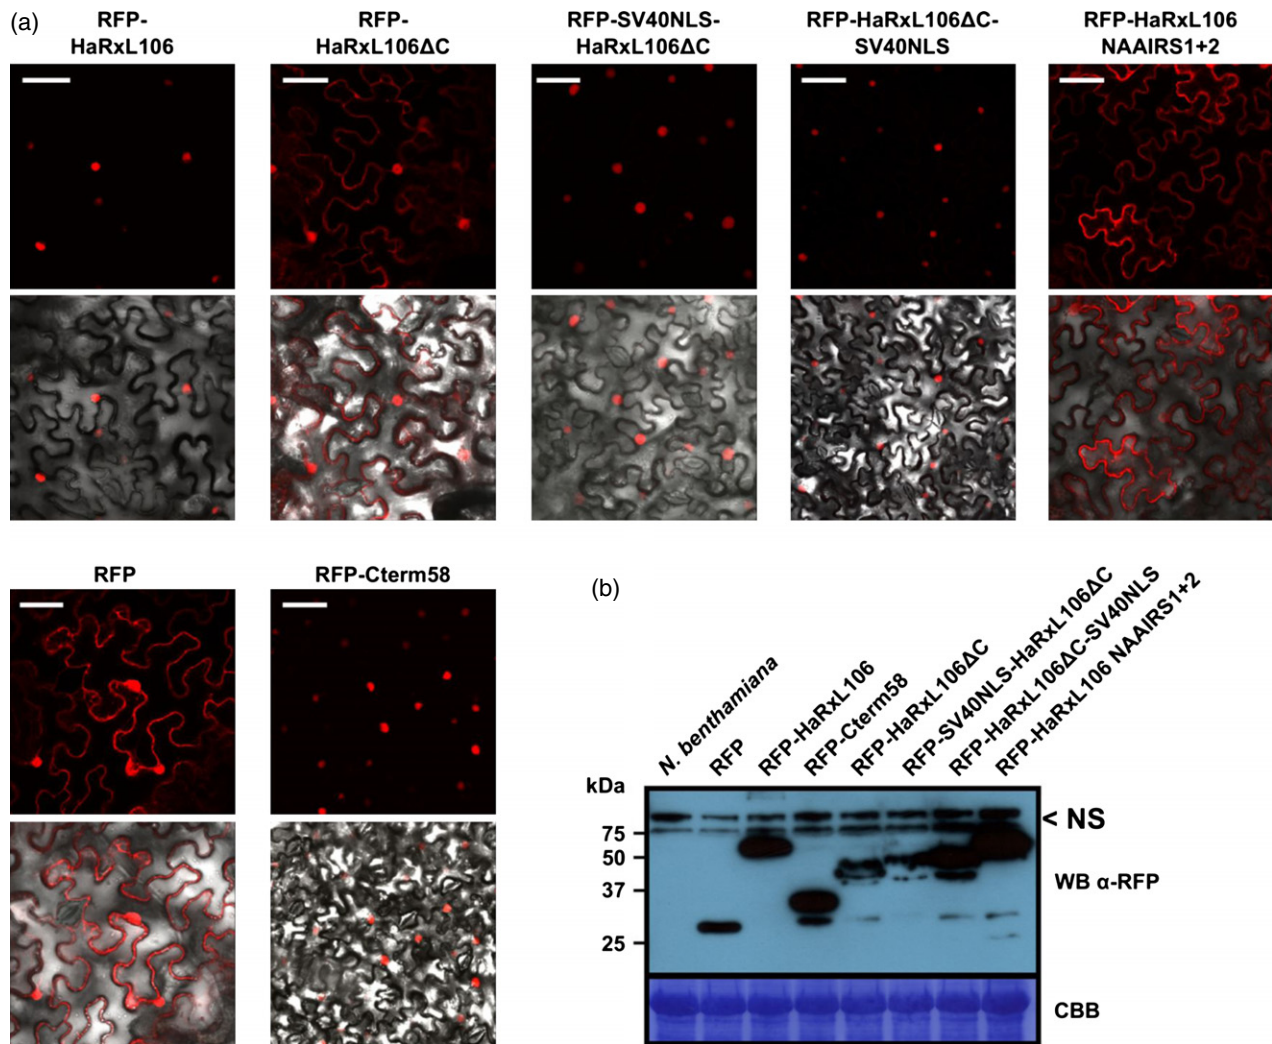 (a)
RFP-
HaRxL106
RFP-
HaRxL106ΔC
RFP-SV40NLS-
HaRxL106ΔC
RFP-HaRxL106ΔC-
SV40NLS
RFP-HaRxL106
NAAIRS1+2
RFP
RFP-Cterm58
(b)
N. benthamiana
RFP
RFP-HaRxL106
RFP-Cterm58
RFP-HaRxL106ΔC
RFP-SV40NLS-HaRxL106ΔC
RFP-HaRxL106ΔC-SV40NLS
RFP-HaRxL106 NAAIRS1+2
kDa
75
50
37
25
< NS
WB α-RFP
CBB